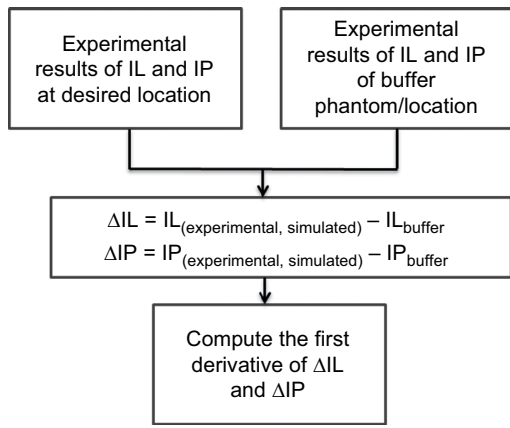 Experimental
results of IL and IP
at desired location
Experimental
results of IL and IP
of buffer
phantom/location
ΔIL = IL(experimental, simulated) – ILbuffer
ΔIP = IP(experimental, simulated) – IPbuffer
Compute the first
derivative of ΔIL
and ΔIP